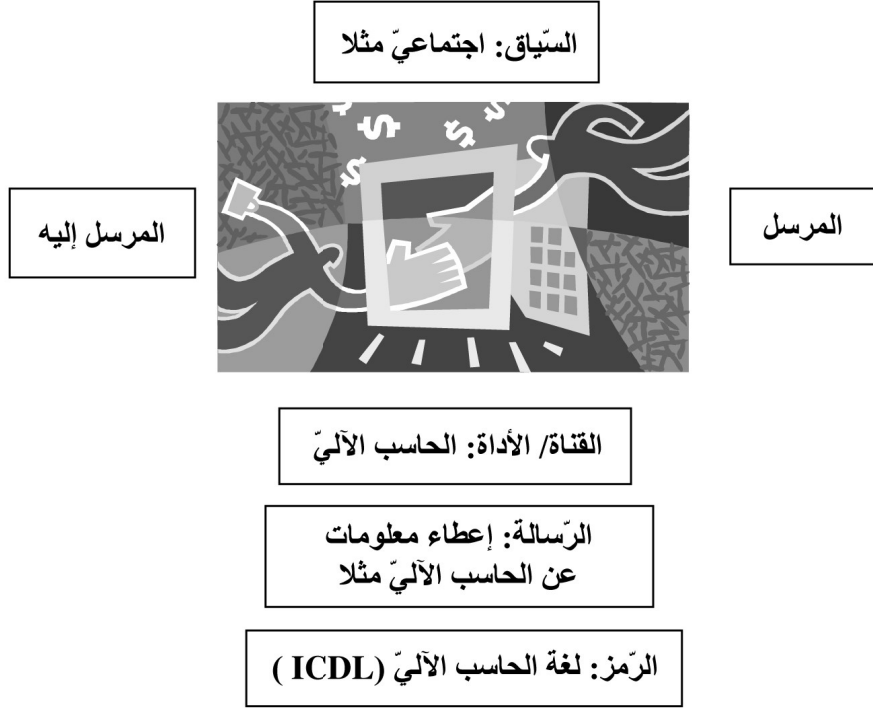 السّياق: اجتماعيّ مثلا
$ $ $ $ $
المرسل
المرسل إليه
القناة/ الأداة: الحاسب الآليّ
الرّسالة: إعطاء معلومات
عن الحاسب الآليّ مثلا
الرّمز: لغة الحاسب الآليّ (ICDL )